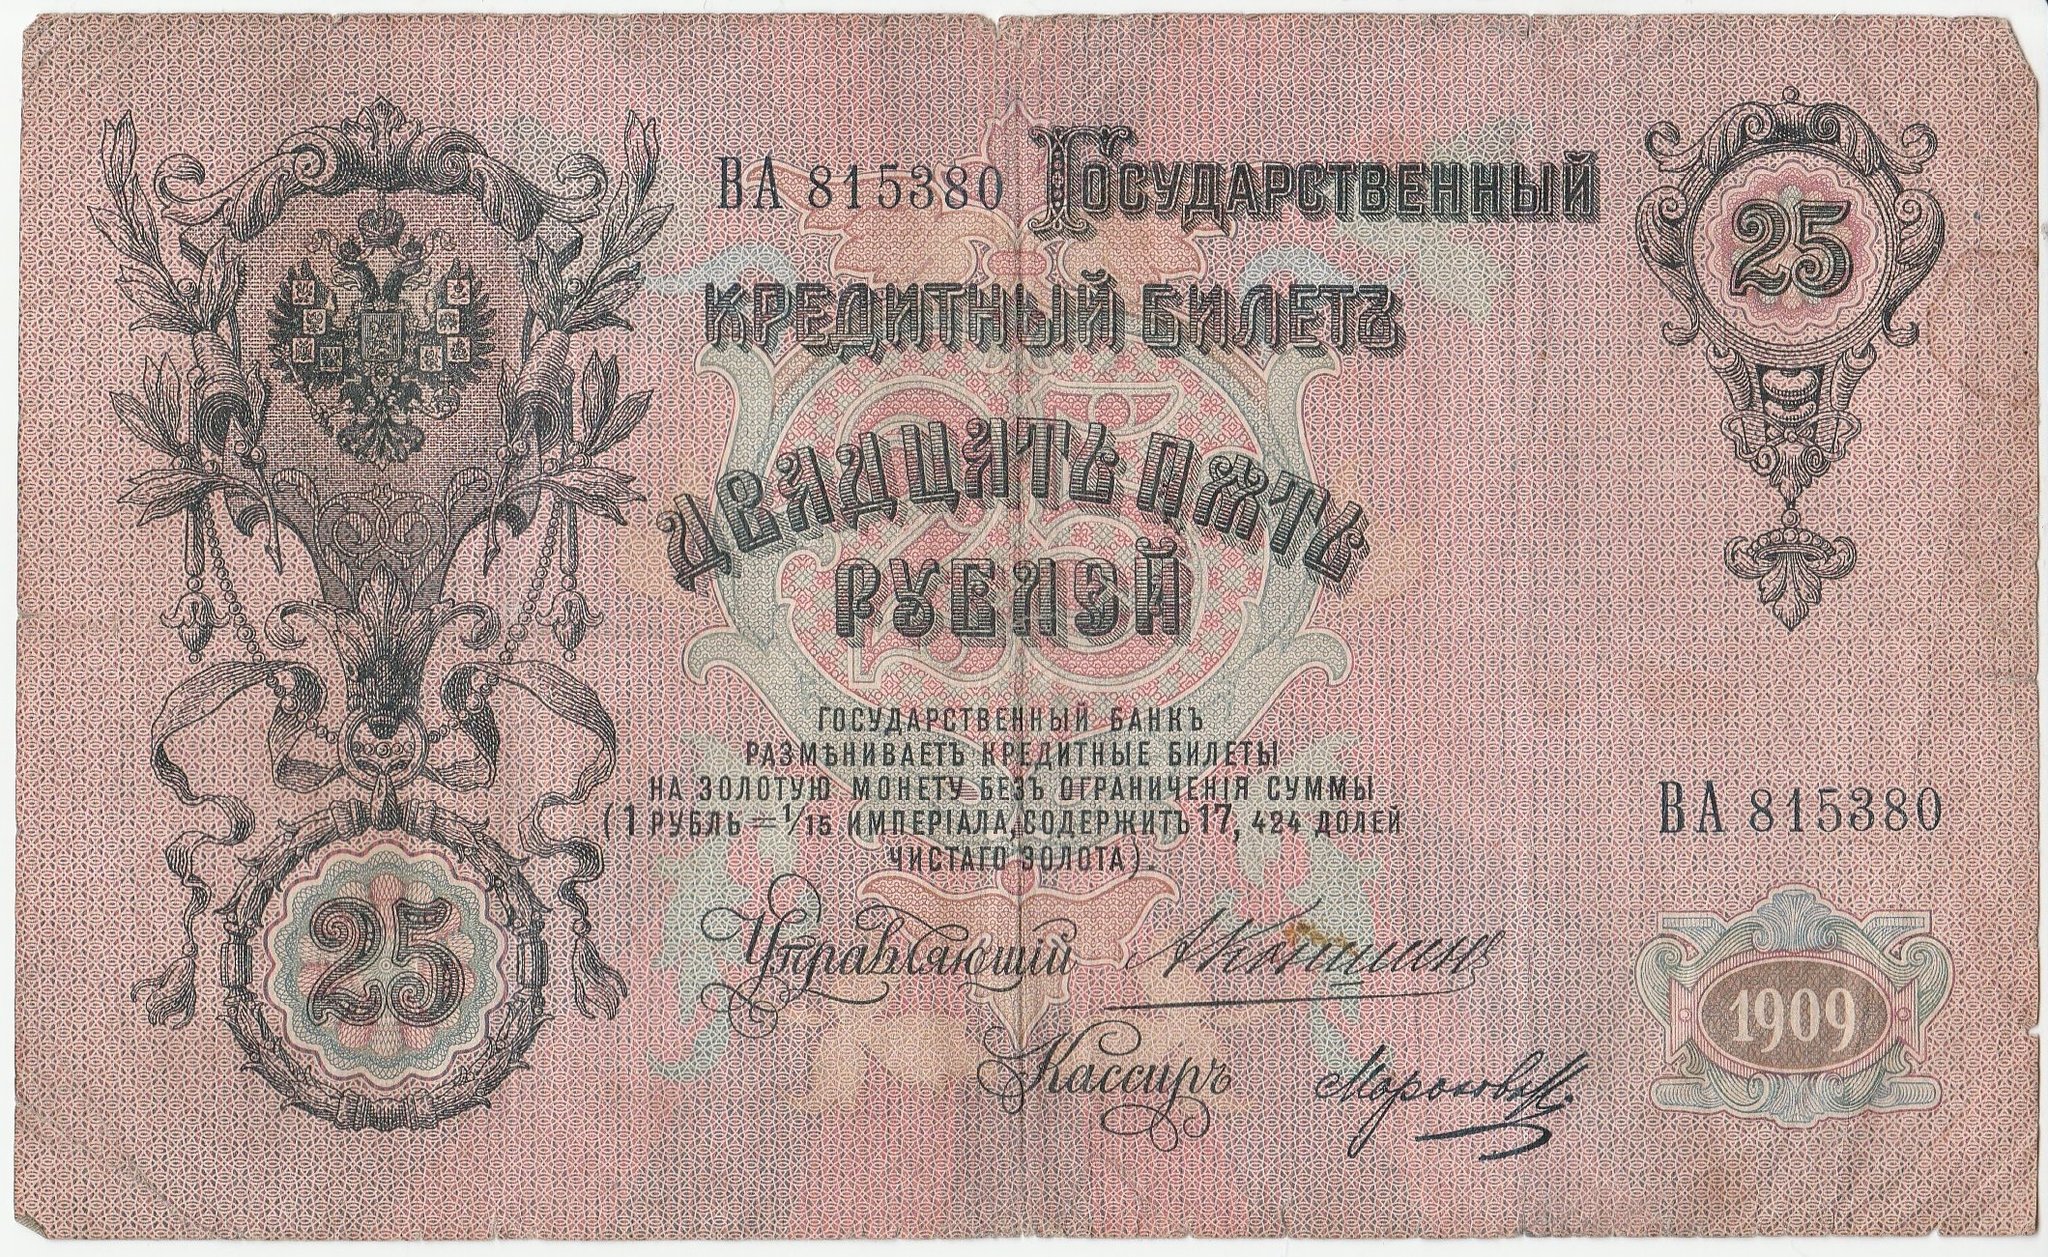 ВА 815380 ГОСУДАРСТВЕННЫЙ
25
КРЕДИТНЫЙ БИЛЕТЪ
ДВАДЦАТЬ ПЯТЬ
РУБЛЕЙ
ГОСУДАРСТВЕННЫЙ БАНКЪ
РАЗМѢНИВАЕТЪ КРЕДИТНЫЕ БИЛЕТЫ
НА ЗОЛОТУЮ МОНЕТУ БЕЗЪ ОГРАНИЧЕНІЯ СУММЫ
(1 РУБЛЬ = 1/15 ИМПЕРІАЛА, СОДЕРЖИТЪ 17, 424 ДОЛЕЙ
ЧИСТАГО ЗОЛОТА).
ВА 815380
25
25
Управляющій
1909
Кассиръ